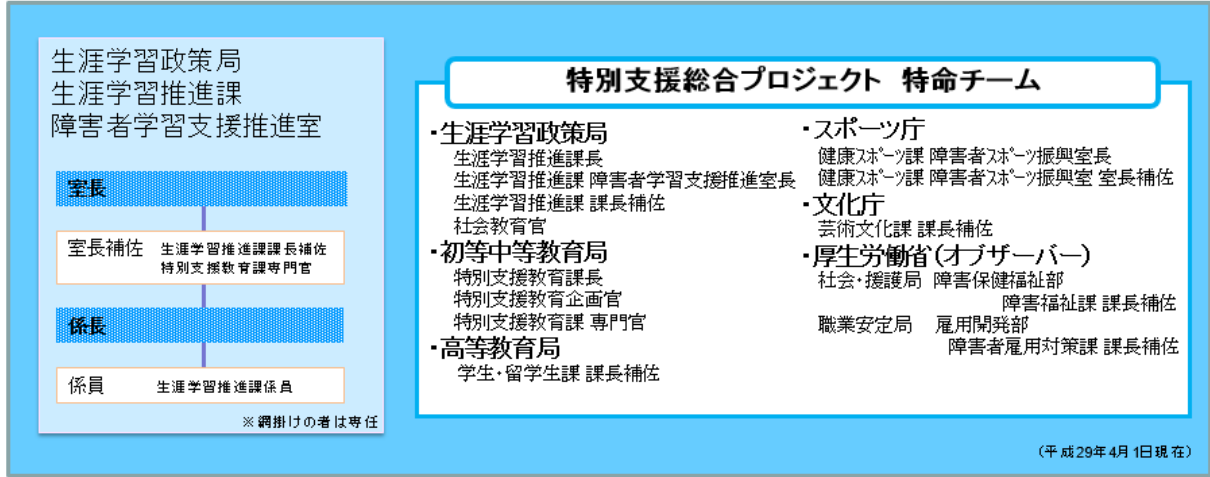 生涯学習政策局
生涯学習推進課
障害者学習支援推進室
室長
室長補佐 生涯学習推進課課長補佐
特別支援教育課専門官
係長
係員 生涯学習推進課係員
※網掛けの者は専任
特別支援総合プロジェクト 特命チーム
・生涯学習政策局
生涯学習推進課長
生涯学習推進課 障害者学習支援推進室長
生涯学習推進課 課長補佐
社会教育官
・初等中等教育局
特別支援教育課長
特別支援教育企画官
特別支援教育課 専門官
・高等教育局
学生・留学生課 課長補佐
・スポーツ庁
健康スポーツ課 障害者スポーツ振興室長
健康スポーツ課 障害者スポーツ振興室 室長補佐
・文化庁
芸術文化課 課長補佐
・厚生労働省(オブザーバー)
社会・援護局 障害保健福祉部
障害福祉課 課長補佐
職業安定局 雇用開発部
障害者雇用対策課 課長補佐
(平成29年4月1日現在)